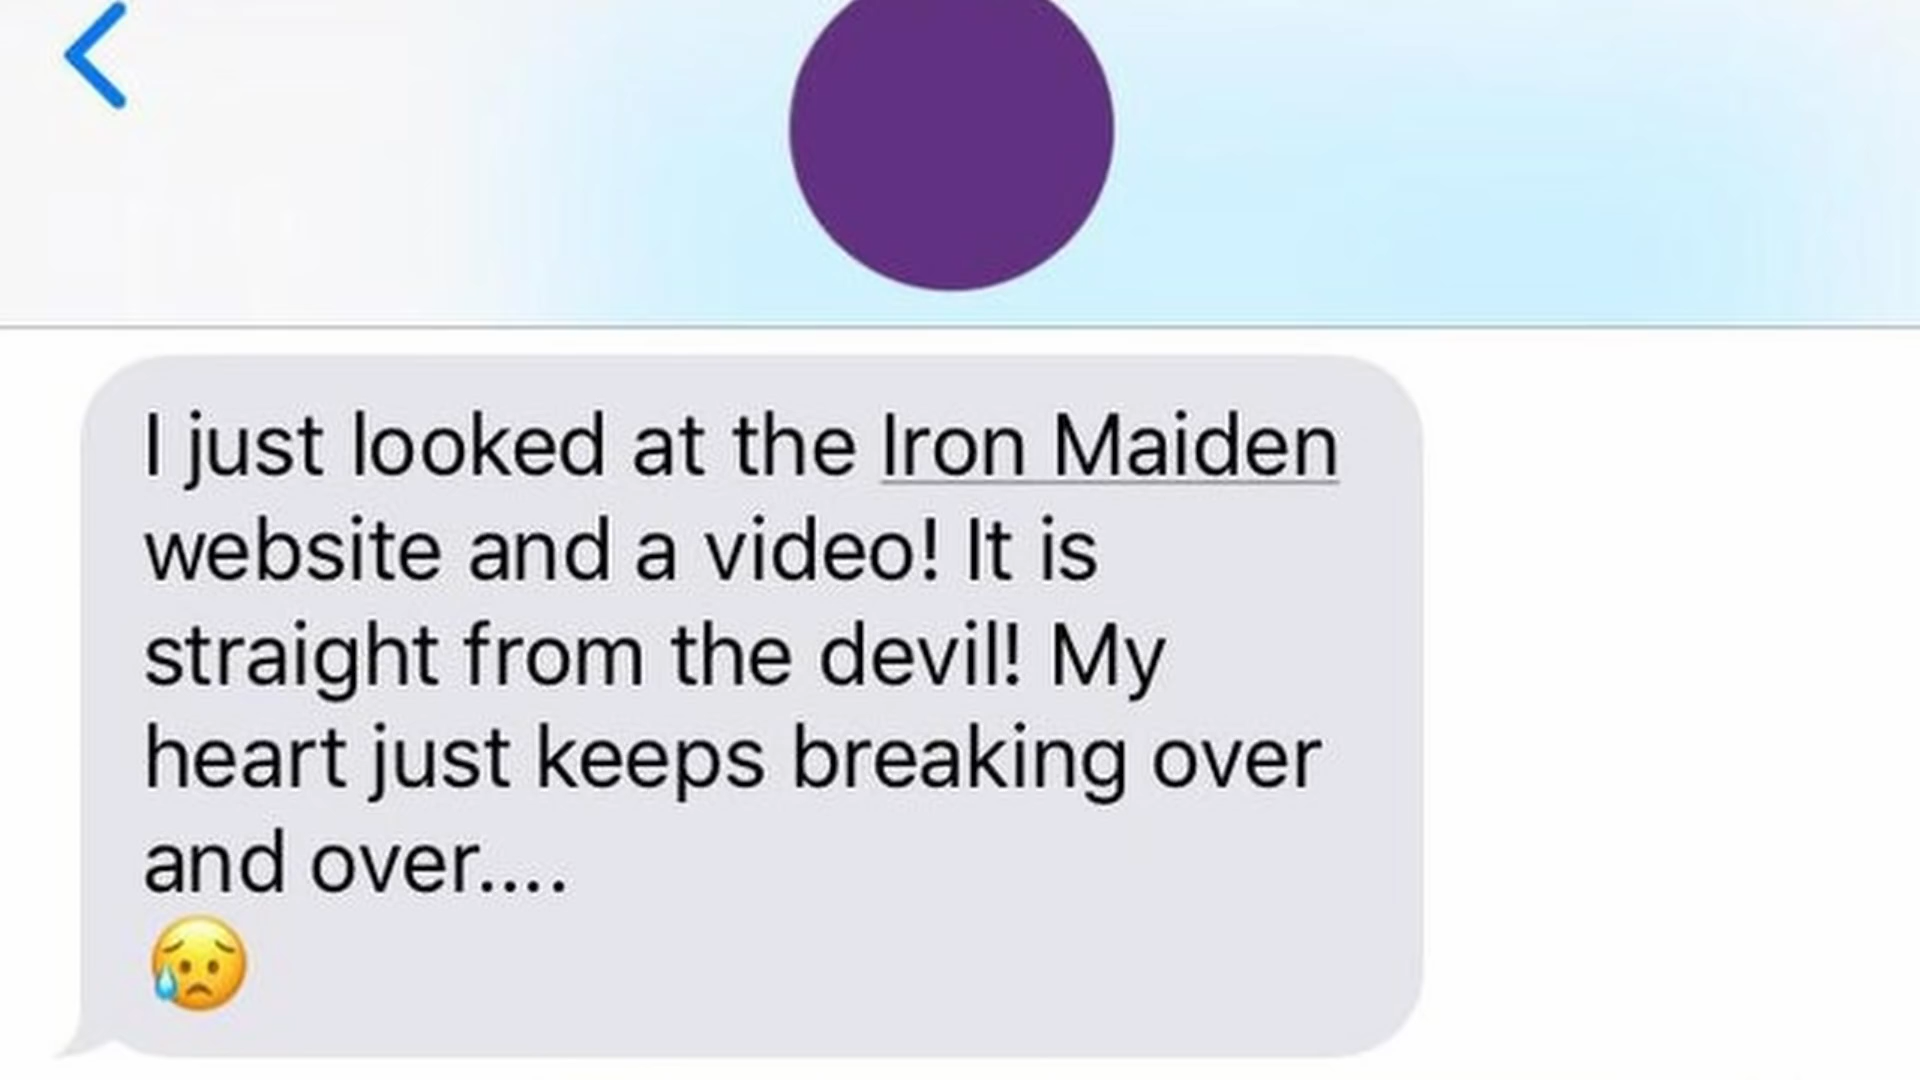 I just looked at the Iron Maiden
website and a video! It is
straight from the devil! My
heart just keeps breaking over
and over....
😥